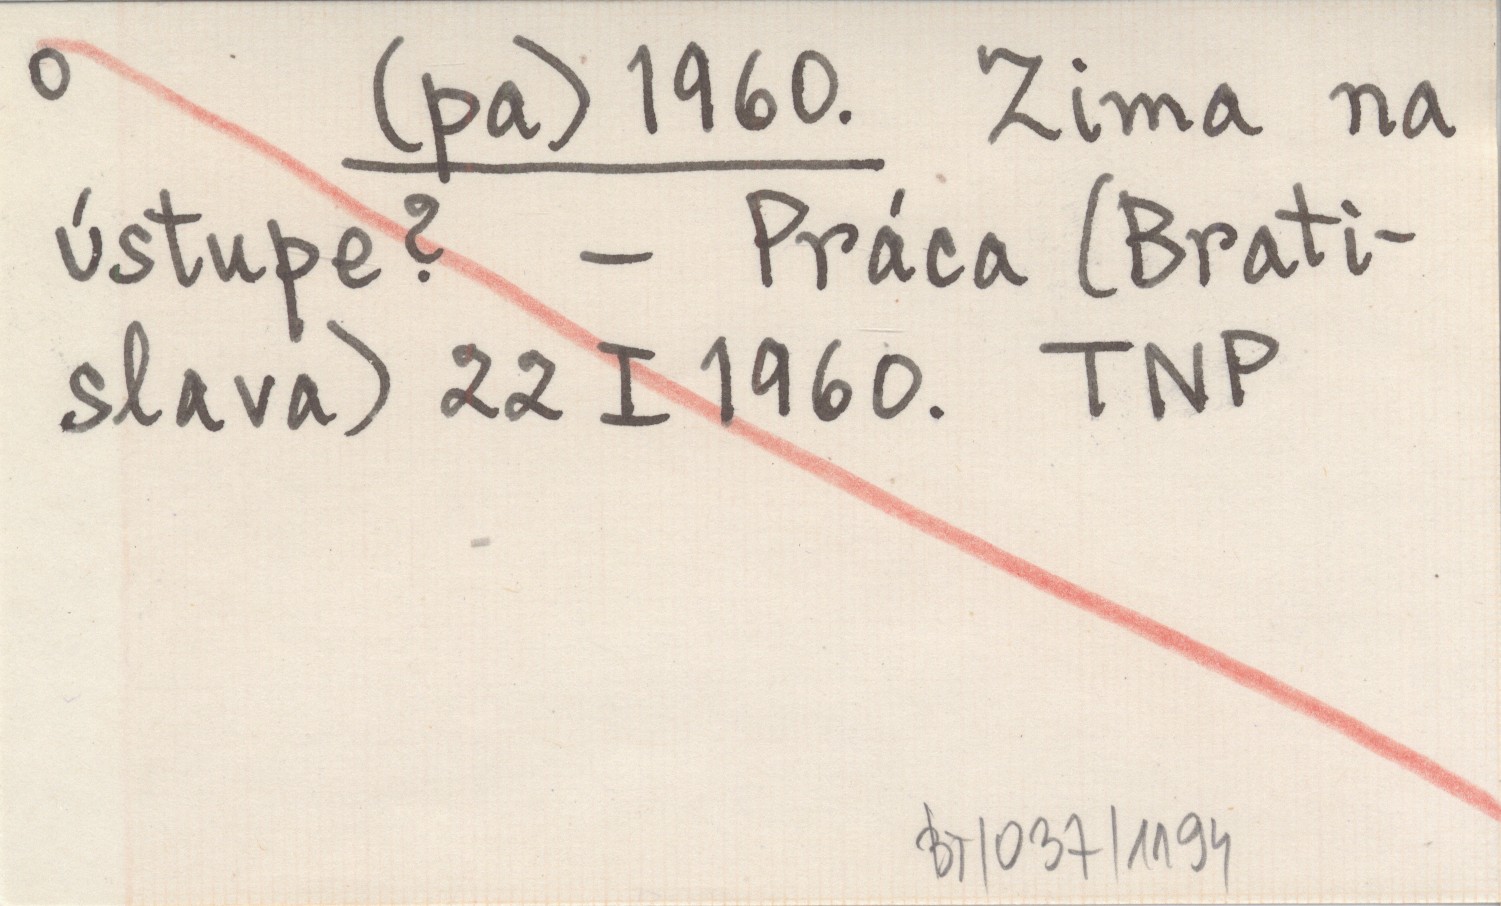 o (pa) 1960. Zima na
ústupe? – Práca (Brati-
slava) 22 I 1960. TNP
BT/037/1194